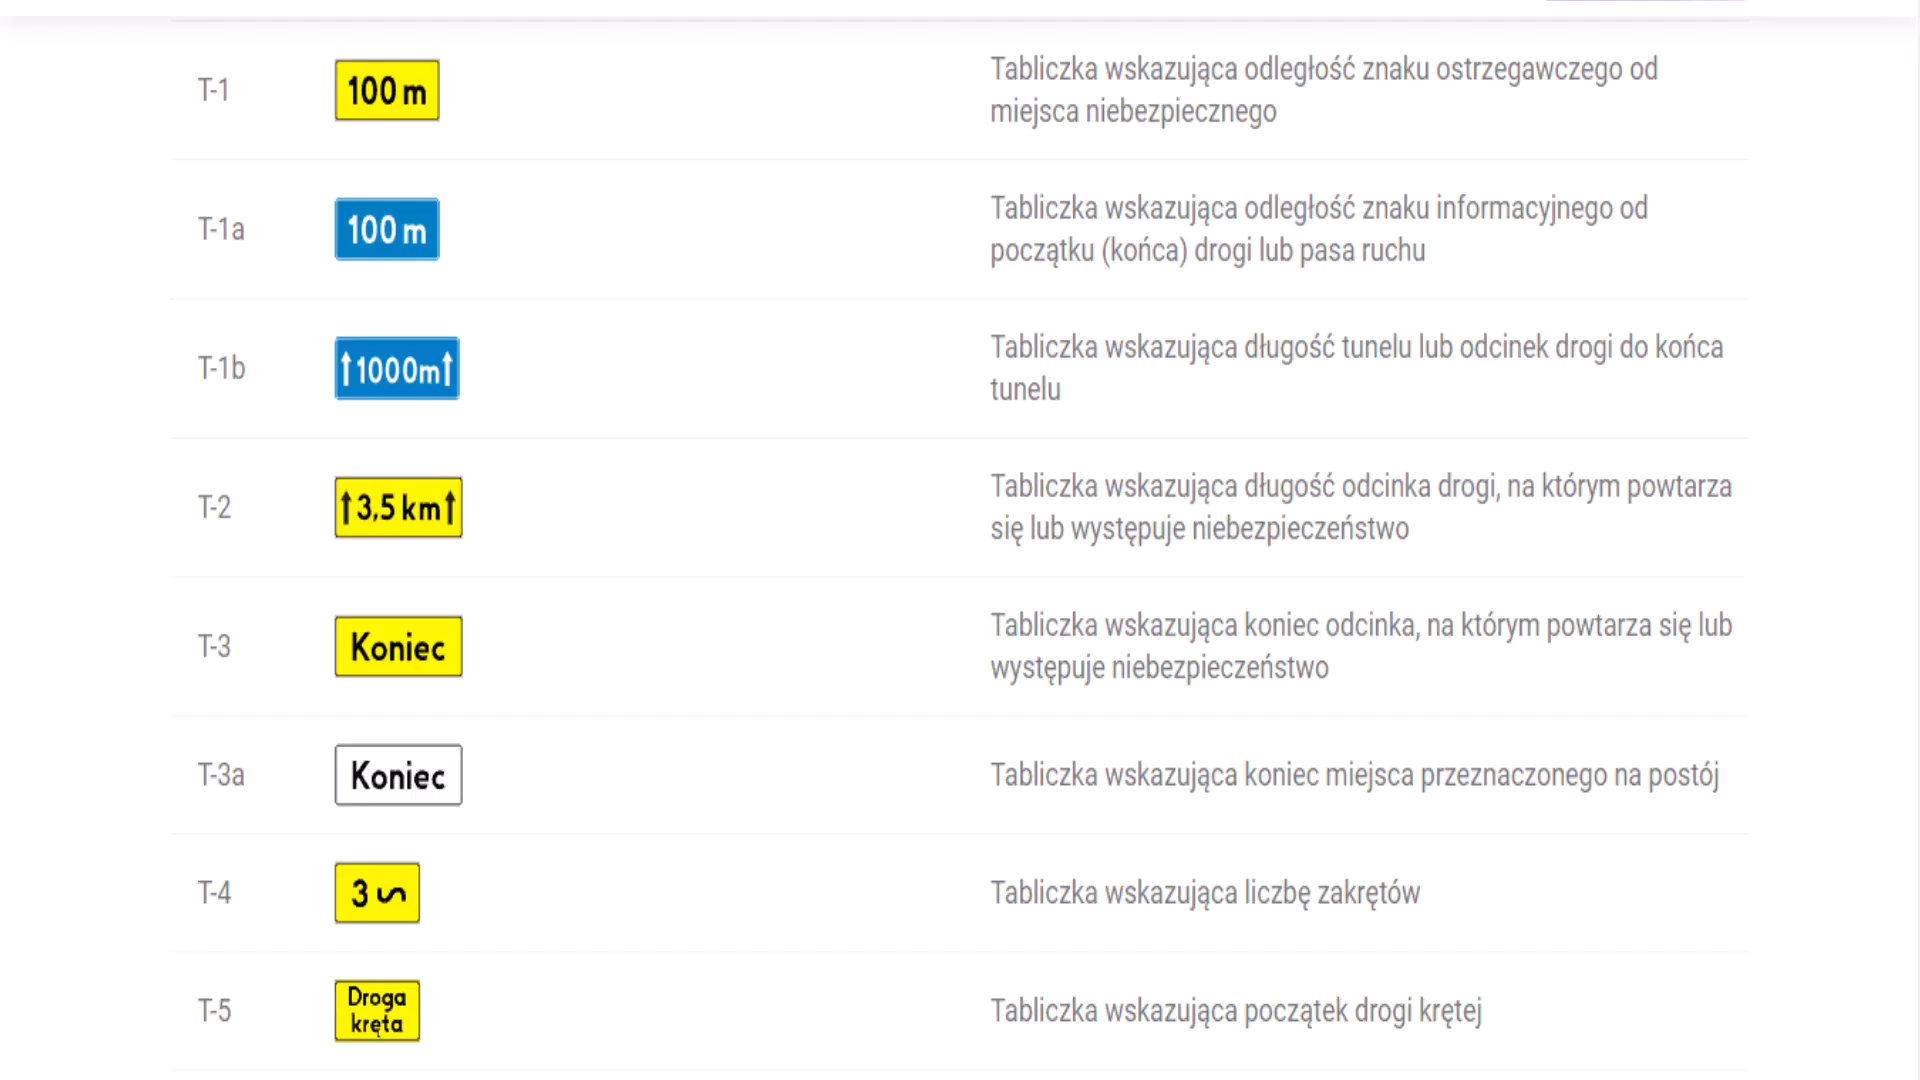 T-1
100 m
Tabliczka wskazująca odległość znaku ostrzegawczego od
miejsca niebezpiecznego
T-1a
100 m
Tabliczka wskazująca odległość znaku informacyjnego od
początku (końca) drogi lub pasa ruchu
T-1b
↑1000m↑
Tabliczka wskazująca długość tunelu lub odcinek drogi do końca
tunelu
T-2
↑3,5 km↑
Tabliczka wskazująca długość odcinka drogi, na którym powtarza
się lub występuje niebezpieczeństwo
T-3
Koniec
Tabliczka wskazująca koniec odcinka, na którym powtarza się lub
występuje niebezpieczeństwo
T-3a
Koniec
Tabliczka wskazująca koniec miejsca przeznaczonego na postój
T-4
3
Tabliczka wskazująca liczbę zakrętów
T-5
Droga
kręta
Tabliczka wskazująca początek drogi krętej